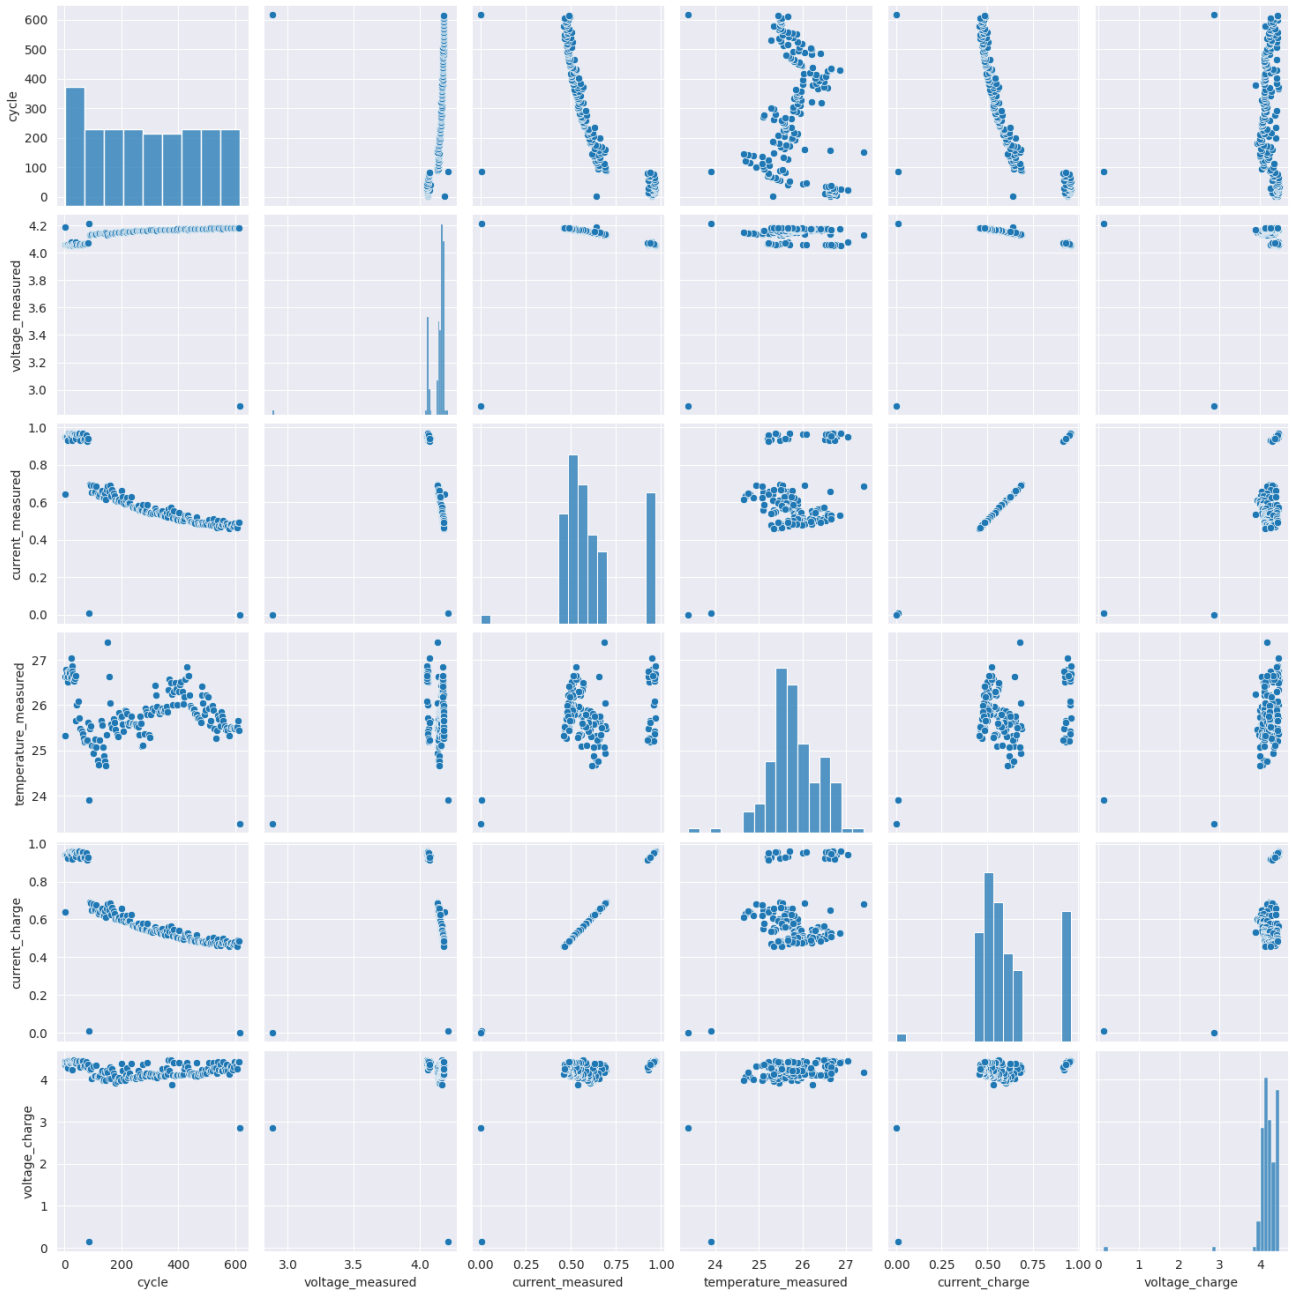 600
500
400
300
200
100
0
cycle
4.2
4.0
3.8
3.6
3.4
3.2
3.0
voltage_measured
1.0
0.8
0.6
0.4
0.2
0.0
current_measured
27
26
25
24
temperature_measured
1.0
0.8
0.6
0.4
0.2
0.0
current_charge
4
3
2
1
0
voltage_charge
0 200 400 600
cycle
3.0 3.5 4.0
voltage_measured
0.00 0.25 0.50 0.75 1.00
current_measured
24 25 26 27
temperature_measured
0.00 0.25 0.50 0.75 1.00
current_charge
0 1 2 3 4
voltage_charge